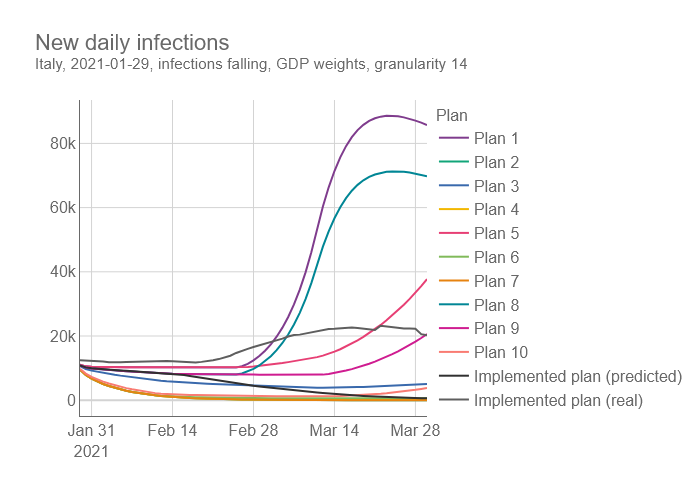 New daily infections
Italy, 2021-01-29, infections falling, GDP weights, granularity 14
Plan
Plan 1
Plan 2
Plan 3
Plan 4
Plan 5
Plan 6
Plan 7
Plan 8
Plan 9
Plan 10
Implemented plan (predicted)
Implemented plan (real)
80k
60k
40k
20k
0
Jan 31
2021
Feb 14
Feb 28
Mar 14
Mar 28